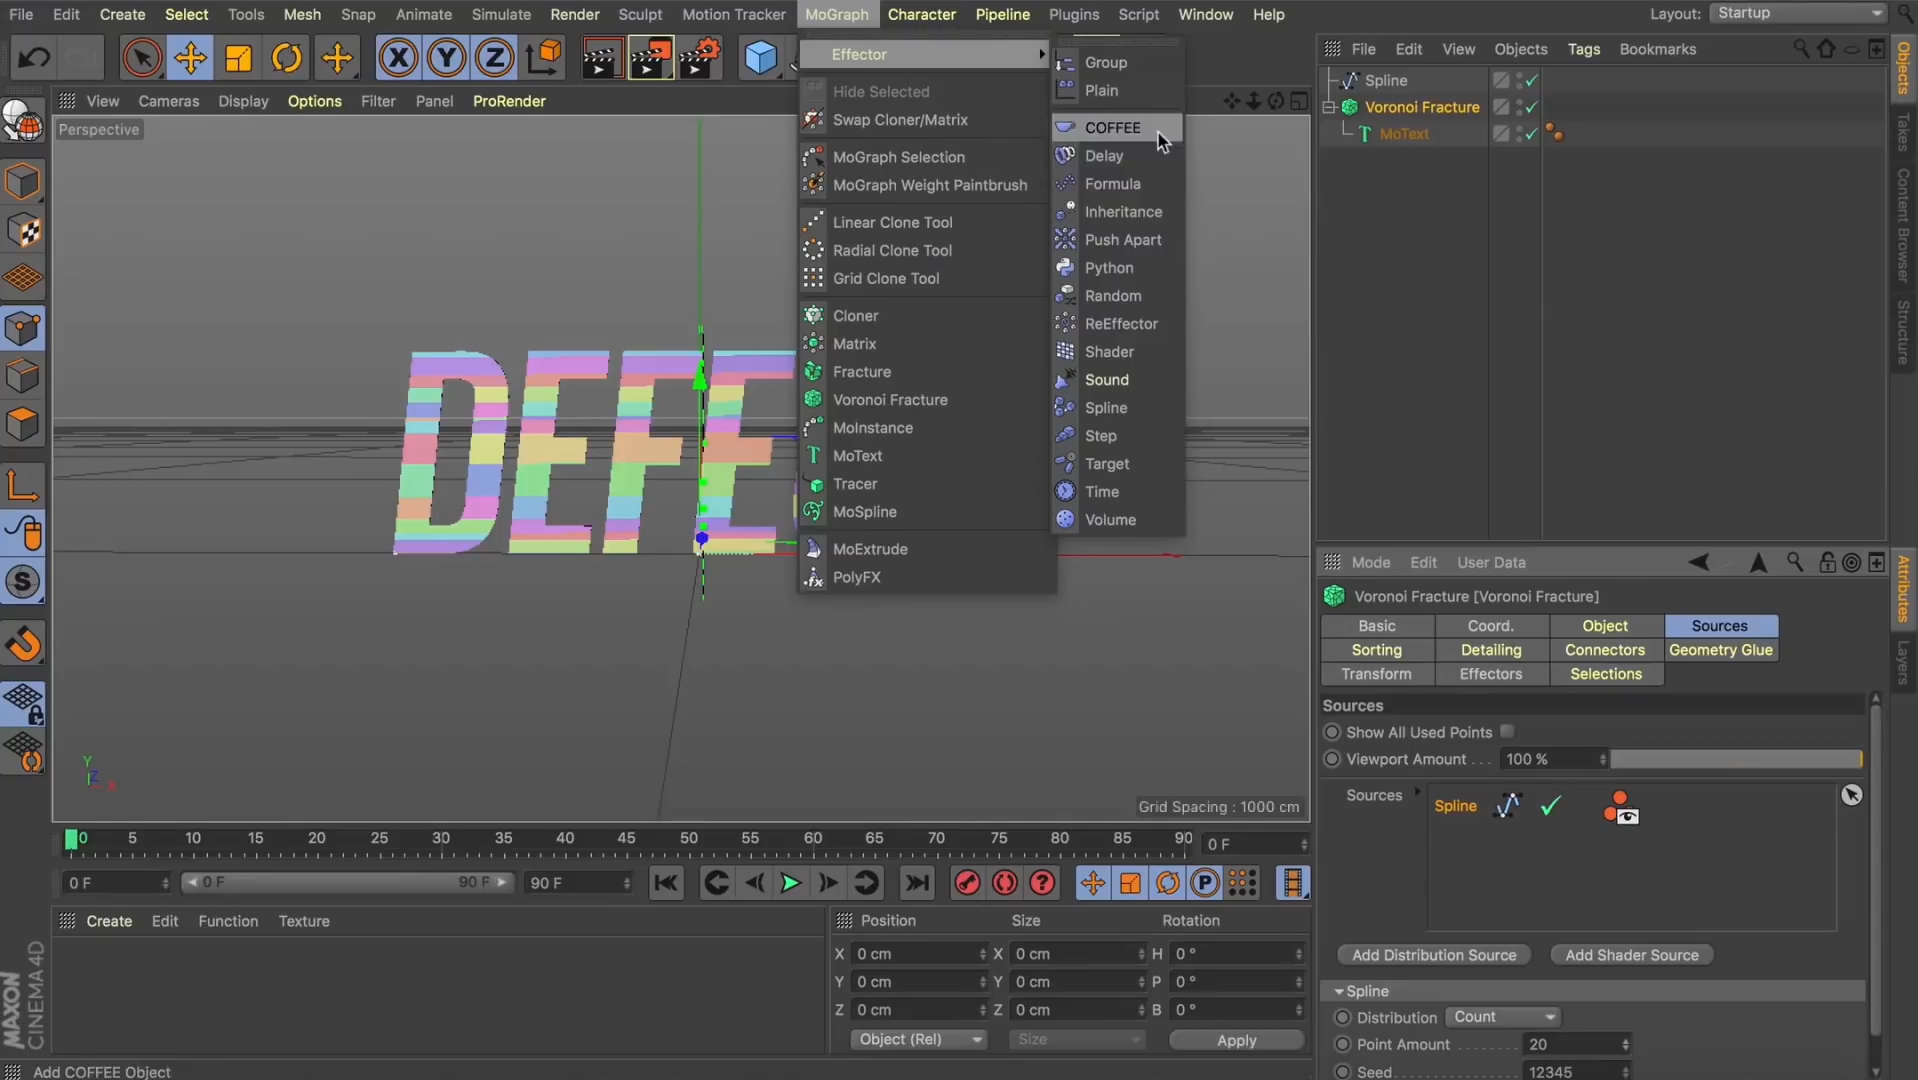 File Edit Create Select Tools Mesh Snap Animate Simulate Render Sculpt Motion Tracker MoGraph Character Pipeline Plugins Script Window Help Layout: Startup
X Y Z
View Cameras Display Options Filter Panel ProRender
Perspective
Effector
Hide Selected
Swap Cloner/Matrix
MoGraph Selection
MoGraph Weight Paintbrush
Linear Clone Tool
Radial Clone Tool
Grid Clone Tool
Cloner
Matrix
Fracture
Voronoi Fracture
MoInstance
MoText
Tracer
MoSpline
MoExtrude
PolyFX
Group
Plain
COFFEE
Delay
Formula
Inheritance
Push Apart
Python
Random
ReEffector
Shader
Sound
Spline
Step
Target
Time
Volume
DEFE
Y
Z
X
Grid Spacing : 1000 cm
File Edit View Objects Tags Bookmarks
Spline
Voronoi Fracture
MoText
Objects
Takes
Content Browser
Structure
Mode Edit User Data
Voronoi Fracture [Voronoi Fracture]
Basic Coord. Object Sources
Sorting Detailing Connectors Geometry Glue
Transform Effectors Selections
Sources
Show All Used Points
Viewport Amount . . . 100 %
Sources Spline
Add Distribution Source Add Shader Source
Spline
Distribution Count
Point Amount 20
Seed 12345
Attributes
Layers
0 5 10 15 20 25 30 35 40 45 50 55 60 65 70 75 80 85 90 0 F
0 F 0 F 90 F 90 F
P
Create Edit Function Texture
Position Size Rotation
X 0 cm X 0 cm H 0 °
Y 0 cm Y 0 cm P 0 °
Z 0 cm Z 0 cm B 0 °
Object (Rel) Size Apply
MAXON
CINEMA 4D
Add COFFEE Object